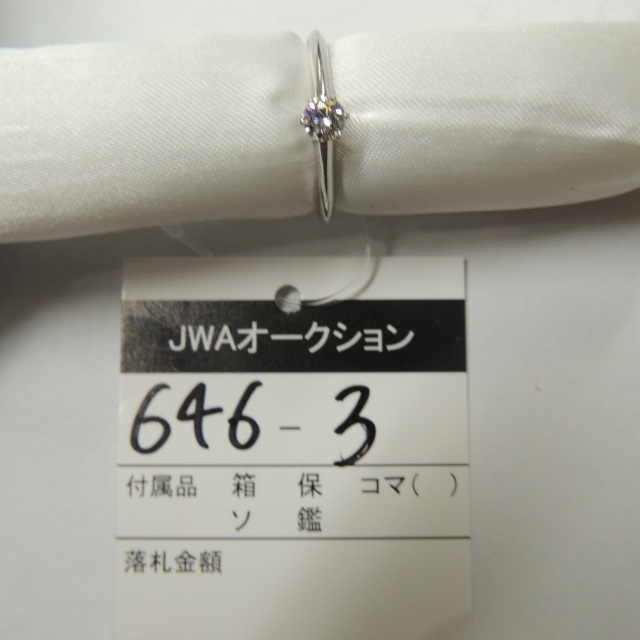 JWAオークション
646-3
付属品 箱 保 コマ( )
ソ 鑑
落札金額